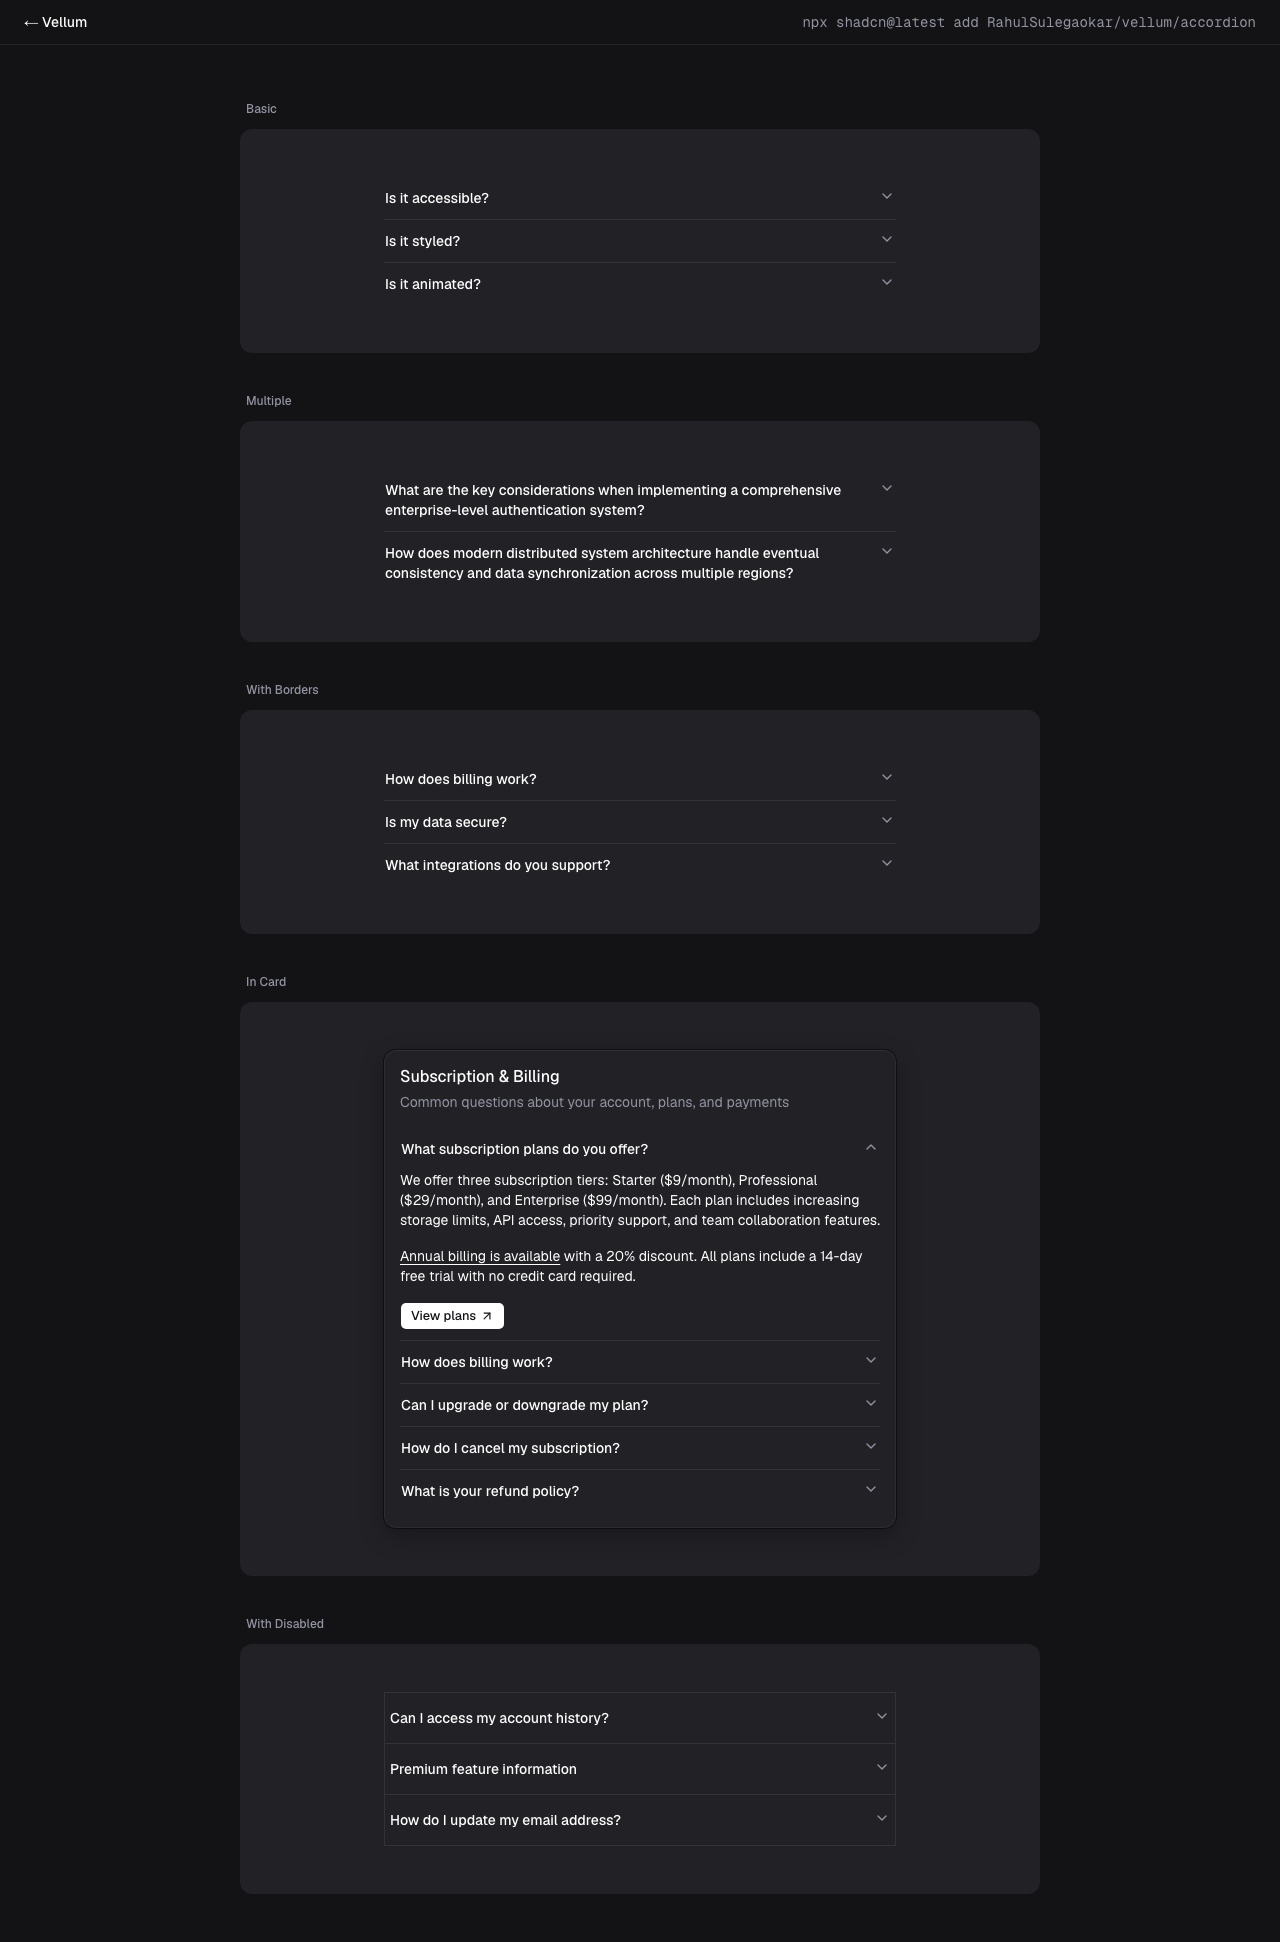 ← Vellum
npx shadcn@latest add RahulSulegaokar/vellum/accordion
Basic
Is it accessible?
Is it styled?
Is it animated?
Multiple
What are the key considerations when implementing a comprehensive
enterprise-level authentication system?
How does modern distributed system architecture handle eventual
consistency and data synchronization across multiple regions?
With Borders
How does billing work?
Is my data secure?
What integrations do you support?
In Card
Subscription & Billing
Common questions about your account, plans, and payments
What subscription plans do you offer?
We offer three subscription tiers: Starter ($9/month), Professional
($29/month), and Enterprise ($99/month). Each plan includes increasing
storage limits, API access, priority support, and team collaboration features.
Annual billing is available with a 20% discount. All plans include a 14-day
free trial with no credit card required.
View plans
How does billing work?
Can I upgrade or downgrade my plan?
How do I cancel my subscription?
What is your refund policy?
With Disabled
Can I access my account history?
Premium feature information
How do I update my email address?